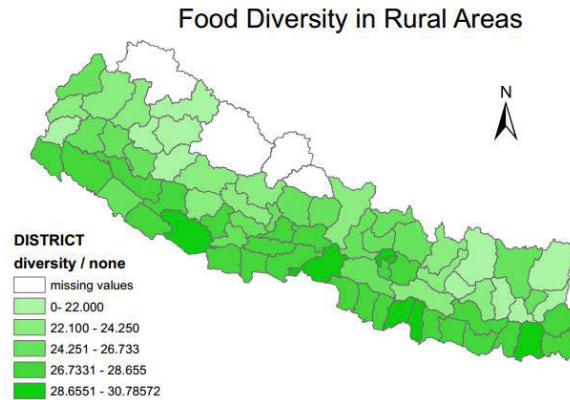 Food Diversity in Rural Areas
N
DISTRICT
diversity / none
missing values
0- 22.000
22.100 - 24.250
24.251 - 26.733
26.7331 - 28.655
28.6551 - 30.78572